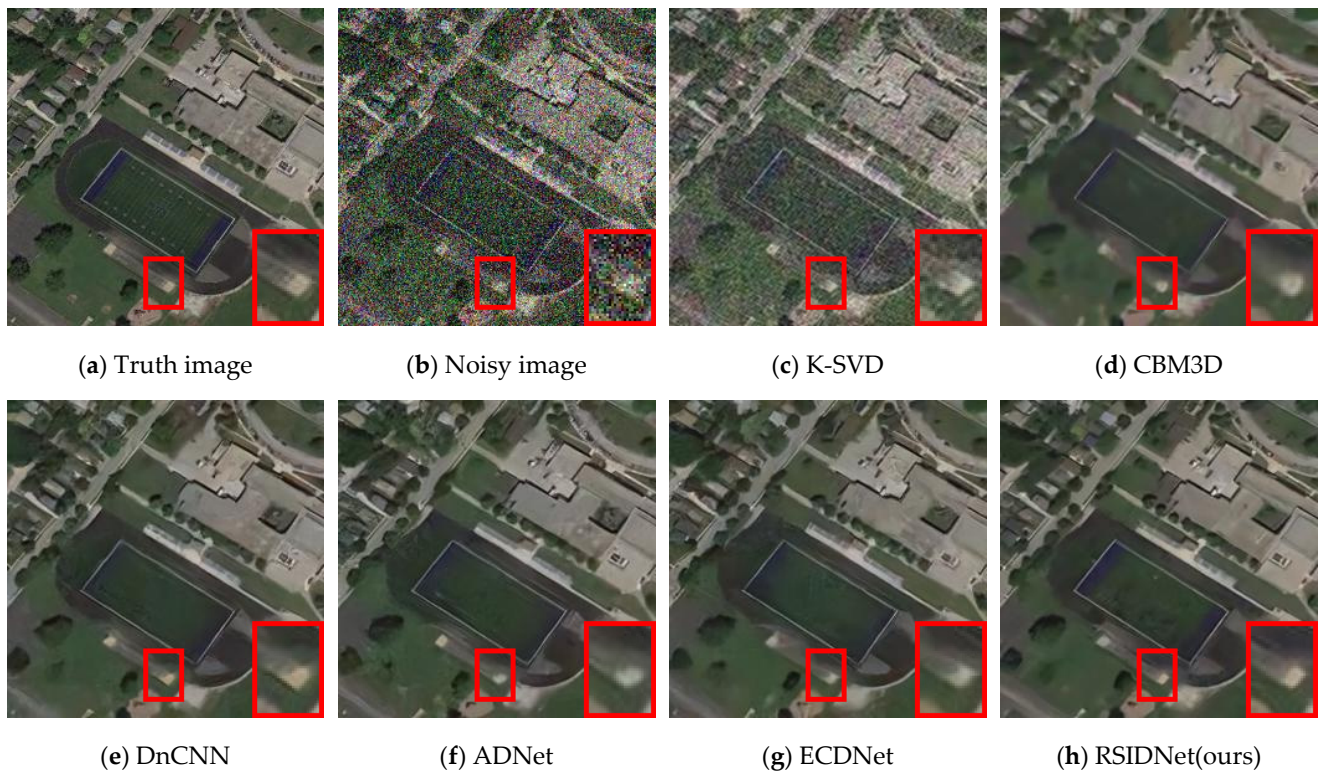 (a) Truth image
(b) Noisy image
(c) K-SVD
(d) CBM3D
(e) DnCNN
(f) ADNet
(g) ECDNet
(h) RSIDNet(ours)